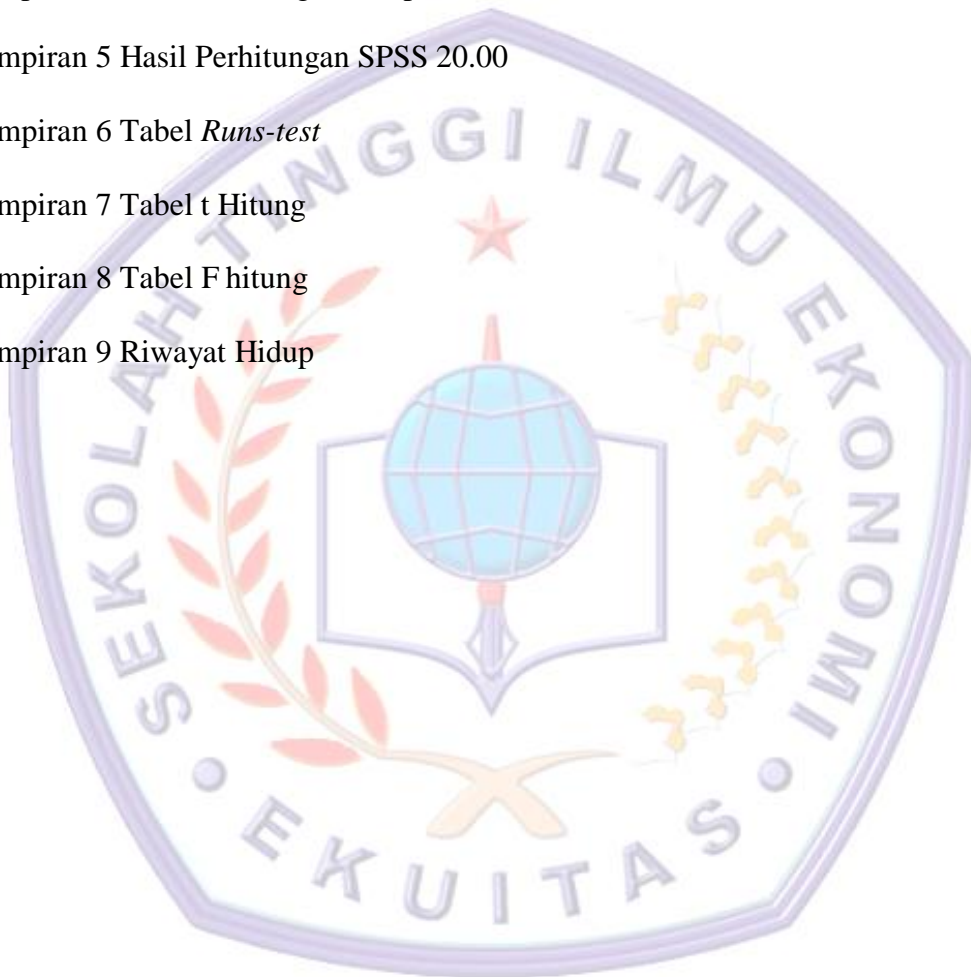 mpiran 5 Hasil Perhitungan SPSS 20.00
mpiran 6 Tabel Runs-test
mpiran 7 Tabel t Hitung
mpiran 8 Tabel F hitung
mpiran 9 Riwayat Hidup
SEKOLAH TINGGI ILMU EKONOMI
• EKUITAS •